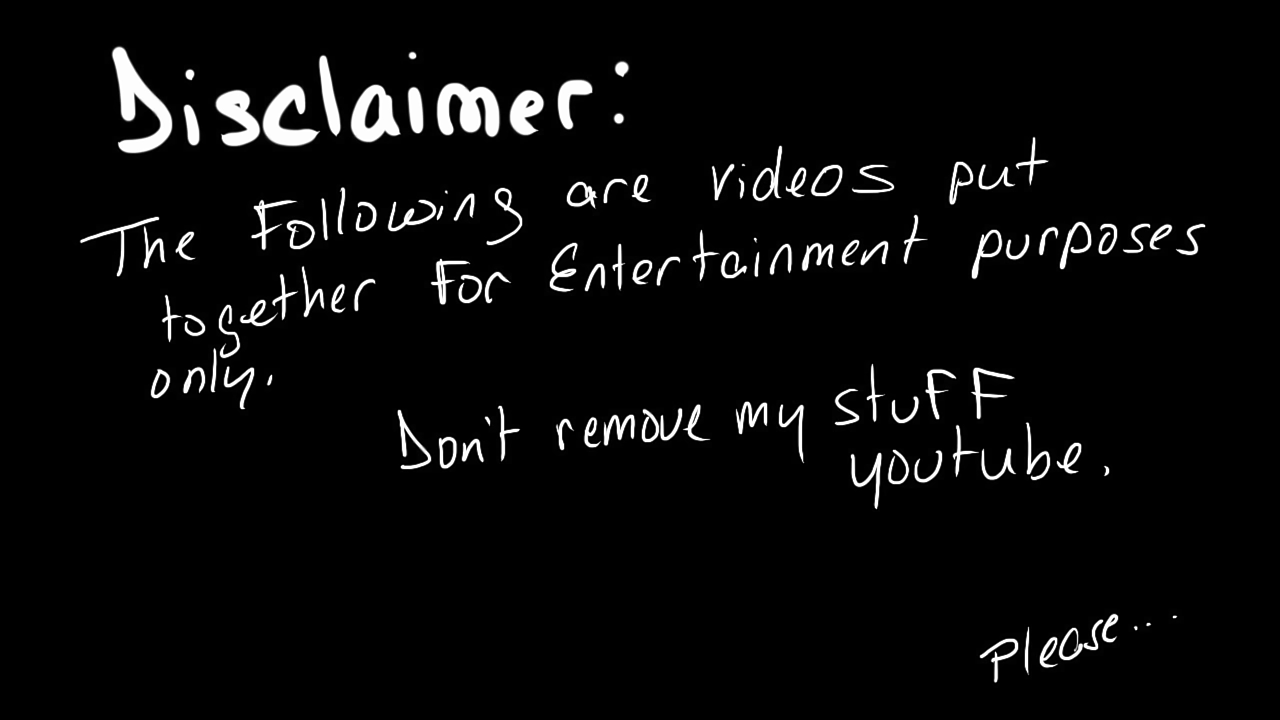 Disclaimer:
The Following are videos put
together For Entertainment purposes
only.
Don't remove my stuFF
youtube.
Please...